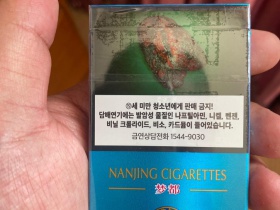 ⑲세 미만 청소년에게 판매 금지!
담배연기에는 발암성 물질인 나프틸아민, 니켈, 벤젠,
비닐 크롤라이드, 비소, 카드뮴이 들어있습니다.
금연상담전화 1544-9030
NANJING CIGARETTES
梦都